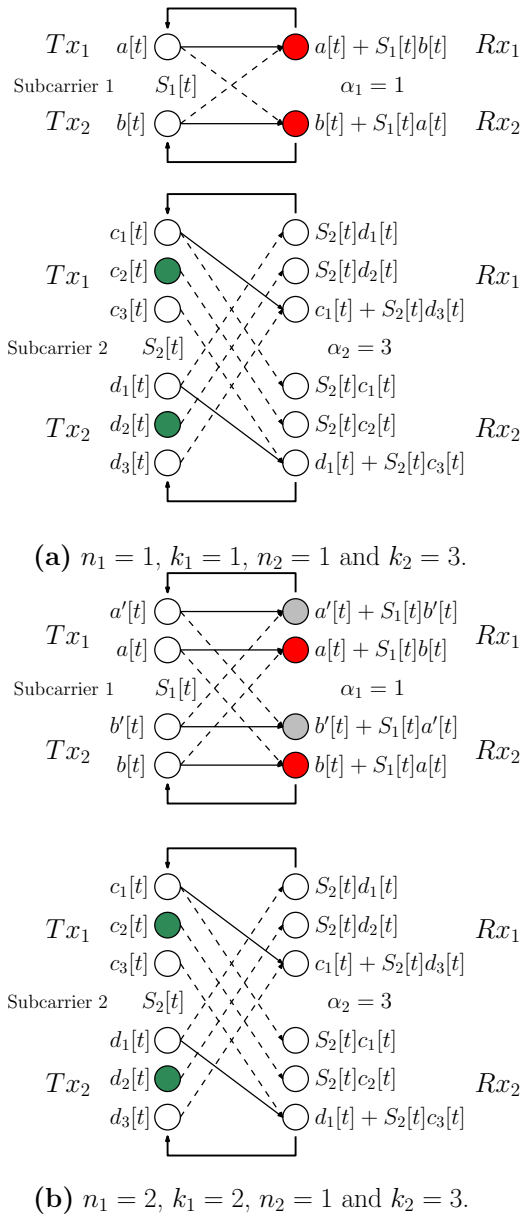 Tx₁ a[t] a[t] + S₁[t]b[t] Rx₁
Subcarrier 1 S₁[t] α₁ = 1
Tx₂ b[t] b[t] + S₁[t]a[t] Rx₂
c₁[t] S₂[t]d₁[t]
Tx₁ c₂[t] S₂[t]d₂[t] Rx₁
c₃[t] c₁[t] + S₂[t]d₃[t]
Subcarrier 2 S₂[t] α₂ = 3
d₁[t] S₂[t]c₁[t]
Tx₂ d₂[t] S₂[t]c₂[t] Rx₂
d₃[t] d₁[t] + S₂[t]c₃[t]
(a) n₁ = 1, k₁ = 1, n₂ = 1 and k₂ = 3.
a′[t] a′[t] + S₁[t]b′[t]
Tx₁ a[t] a[t] + S₁[t]b[t] Rx₁
Subcarrier 1 S₁[t] α₁ = 1
b′[t] b′[t] + S₁[t]a′[t]
Tx₂ b[t] b[t] + S₁[t]a[t] Rx₂
c₁[t] S₂[t]d₁[t]
Tx₁ c₂[t] S₂[t]d₂[t] Rx₁
c₃[t] c₁[t] + S₂[t]d₃[t]
Subcarrier 2 S₂[t] α₂ = 3
d₁[t] S₂[t]c₁[t]
Tx₂ d₂[t] S₂[t]c₂[t] Rx₂
d₃[t] d₁[t] + S₂[t]c₃[t]
(b) n₁ = 2, k₁ = 2, n₂ = 1 and k₂ = 3.